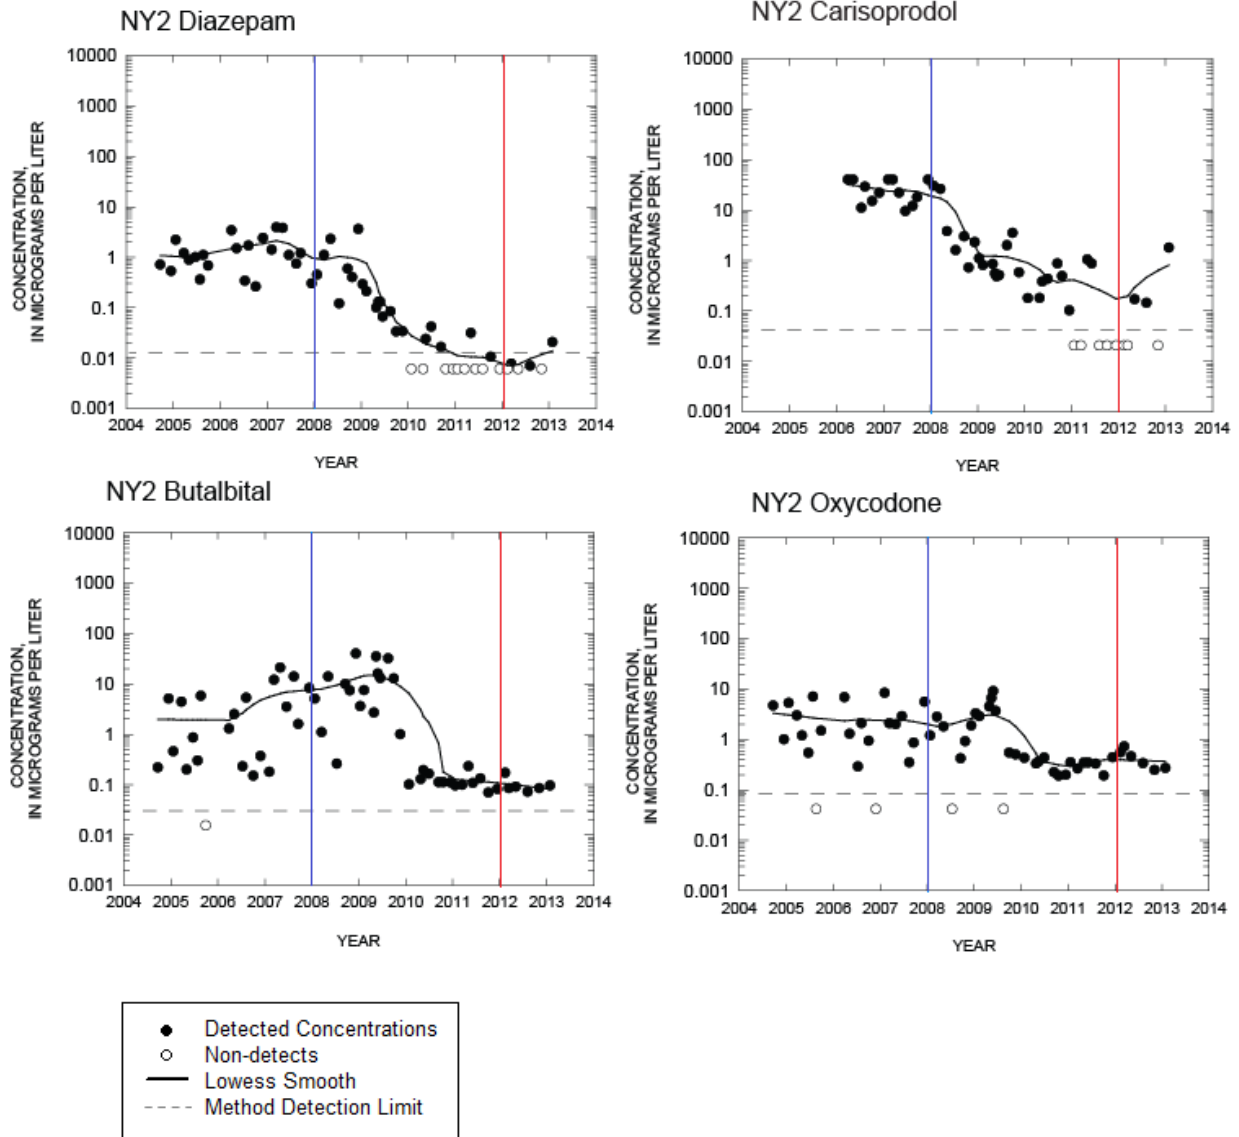 NY2 Diazepam
CONCENTRATION,
IN MICROGRAMS PER LITER
10000
1000
100
10
1
0.1
0.01
0.001
2004 2005 2006 2007 2008 2009 2010 2011 2012 2013 2014
YEAR
NY2 Carisoprodol
CONCENTRATION,
IN MICROGRAMS PER LITER
10000
1000
100
10
1
0.1
0.01
0.001
2004 2005 2006 2007 2008 2009 2010 2011 2012 2013 2014
YEAR
NY2 Butalbital
CONCENTRATION,
IN MICROGRAMS PER LITER
10000
1000
100
10
1
0.1
0.01
0.001
2004 2005 2006 2007 2008 2009 2010 2011 2012 2013 2014
YEAR
NY2 Oxycodone
CONCENTRATION,
IN MICROGRAMS PER LITER
10000
1000
100
10
1
0.1
0.01
0.001
2004 2005 2006 2007 2008 2009 2010 2011 2012 2013 2014
YEAR
Detected Concentrations
Non-detects
Lowess Smooth
Method Detection Limit